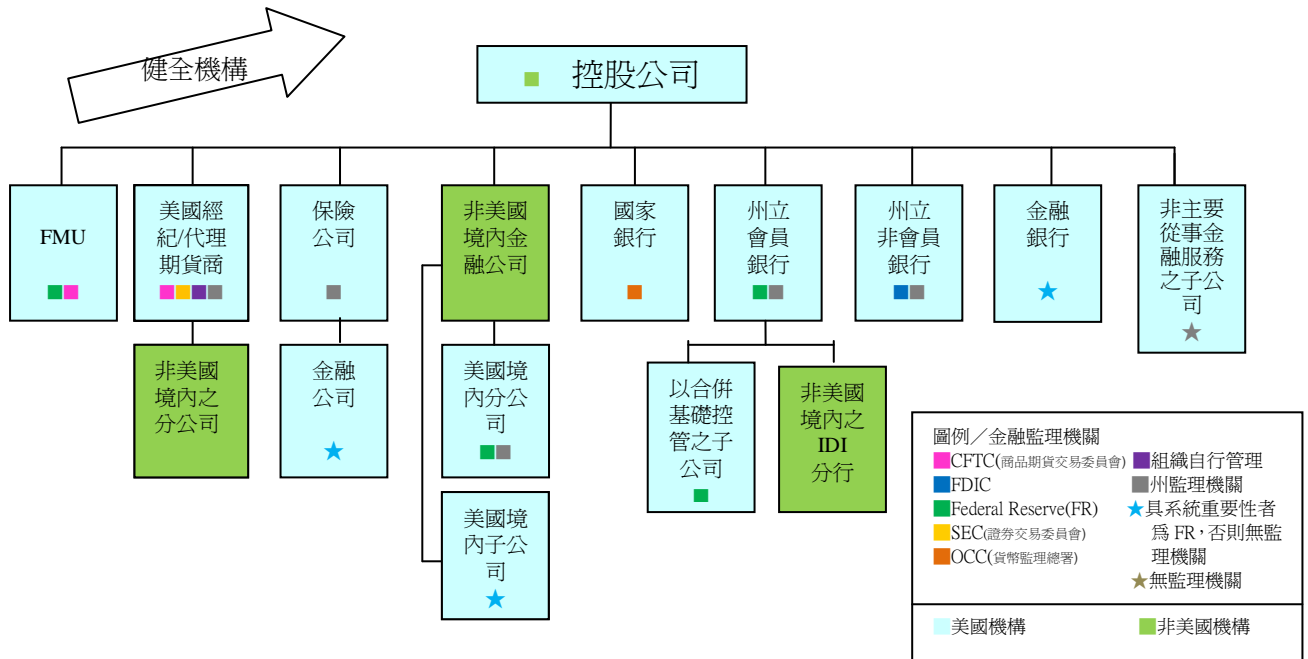 健全機構
控股公司
FMU
美國經
紀/代理
期貨商
保險
公司
非美國
境內金
融公司
國家
銀行
州立
會員
銀行
州立
非會員
銀行
金融
銀行
非主要
從事金
融服務
之子公
司
非美國
境內之
分公司
金融
公司
美國境
內分公
司
美國境
內子公
司
以合併
基礎控
管之子
公司
非美國
境內之
IDI
分行
圖例／金融監理機關
CFTC(商品期貨交易委員會)
FDIC
Federal Reserve(FR)
SEC(證券交易委員會)
OCC(貨幣監理總署)
組織自行管理
州監理機關
具系統重要性者
為 FR，否則無監
理機關
無監理機關
美國機構
非美國機構